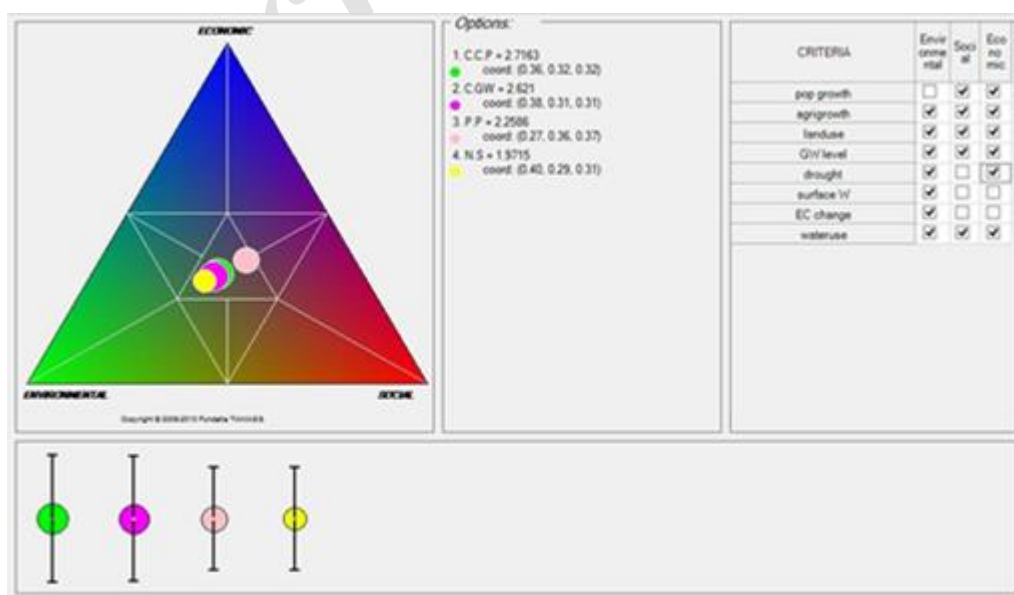 ECONOMIC
ENVIRONMENTAL
SOCIAL
Options:
1. C.C.P = 2.7163
coord: (0.36, 0.32, 0.32)
2. C.GW = 2.621
coord: (0.38, 0.31, 0.31)
3. P.P = 2.2586
coord: (0.27, 0.36, 0.37)
4. N.S = 1.9715
coord: (0.40, 0.29, 0.31)
CRITERIA
Envir
onme
ntal
Soci
al
Eco
no
mic
pop growth
agrigrowth
landuse
GW level
drought
surface W
EC change
wateruse